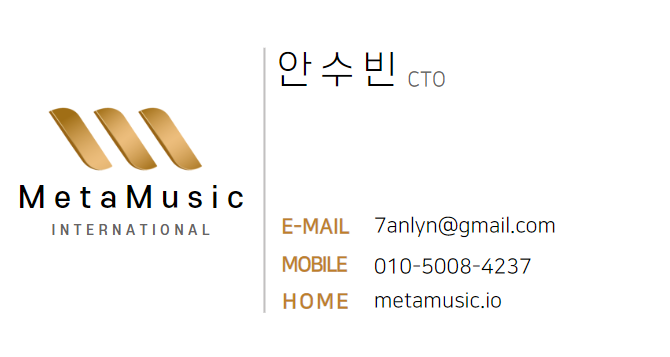 안수빈 CTO
MetaMusic
INTERNATIONAL
E-MAIL 7anlyn@gmail.com
MOBILE 010-5008-4237
HOME metamusic.io